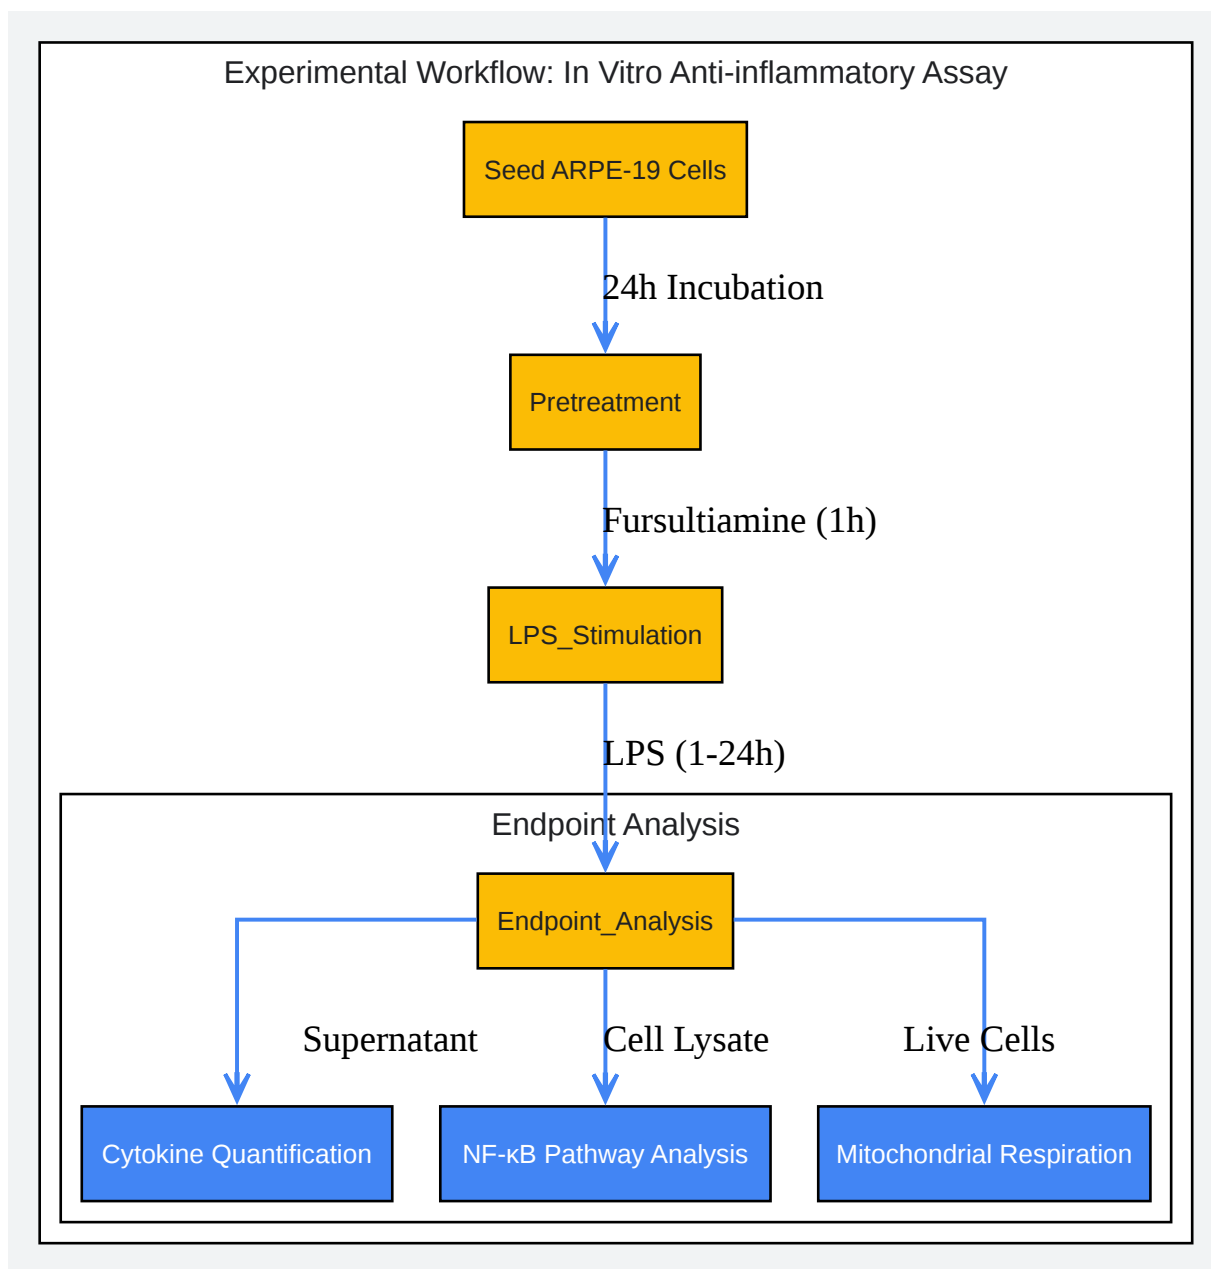 Experimental Workflow: In Vitro Anti-inflammatory Assay
Seed ARPE-19 Cells
24h Incubation
Pretreatment
Fursultiamine (1h)
LPS_Stimulation
LPS (1-24h)
Endpoint Analysis
Endpoint_Analysis
Supernatant
Cell Lysate
Live Cells
Cytokine Quantification
NF-κB Pathway Analysis
Mitochondrial Respiration